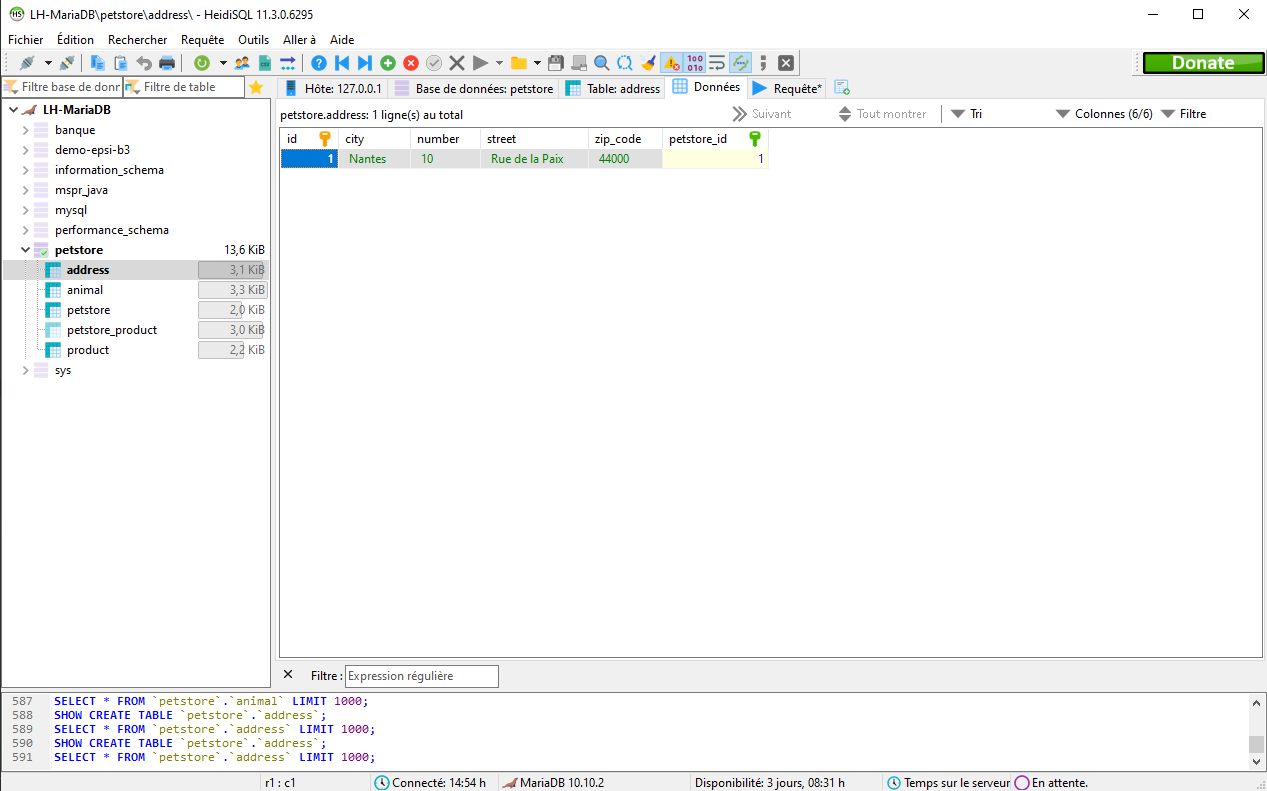 LH-MariaDB\petstore\address\ - HeidiSQL 11.3.0.6295
Fichier Édition Rechercher Requête Outils Aller à Aide
Donate
Filtre base de donr Filtre de table
Hôte: 127.0.0.1 Base de données: petstore Table: address Données Requête*
LH-MariaDB
banque
demo-epsi-b3
information_schema
mspr_java
mysql
performance_schema
petstore 13,6 KiB
address 3,1 KiB
animal 3,3 KiB
petstore 2,0 KiB
petstore_product 3,0 KiB
product 2,2 KiB
sys
petstore.address: 1 ligne(s) au total Suivant Tout montrer Tri Colonnes (6/6) Filtre
id city number street zip_code petstore_id
1 Nantes 10 Rue de la Paix 44000 1
Filtre : Expression régulière
587 SELECT * FROM `petstore`.`animal` LIMIT 1000;
588 SHOW CREATE TABLE `petstore`.`address`;
589 SELECT * FROM `petstore`.`address` LIMIT 1000;
590 SHOW CREATE TABLE `petstore`.`address`;
591 SELECT * FROM `petstore`.`address` LIMIT 1000;
r1 : c1 Connecté: 14:54 h MariaDB 10.10.2 Disponibilité: 3 jours, 08:31 h Temps sur le serveur En attente.